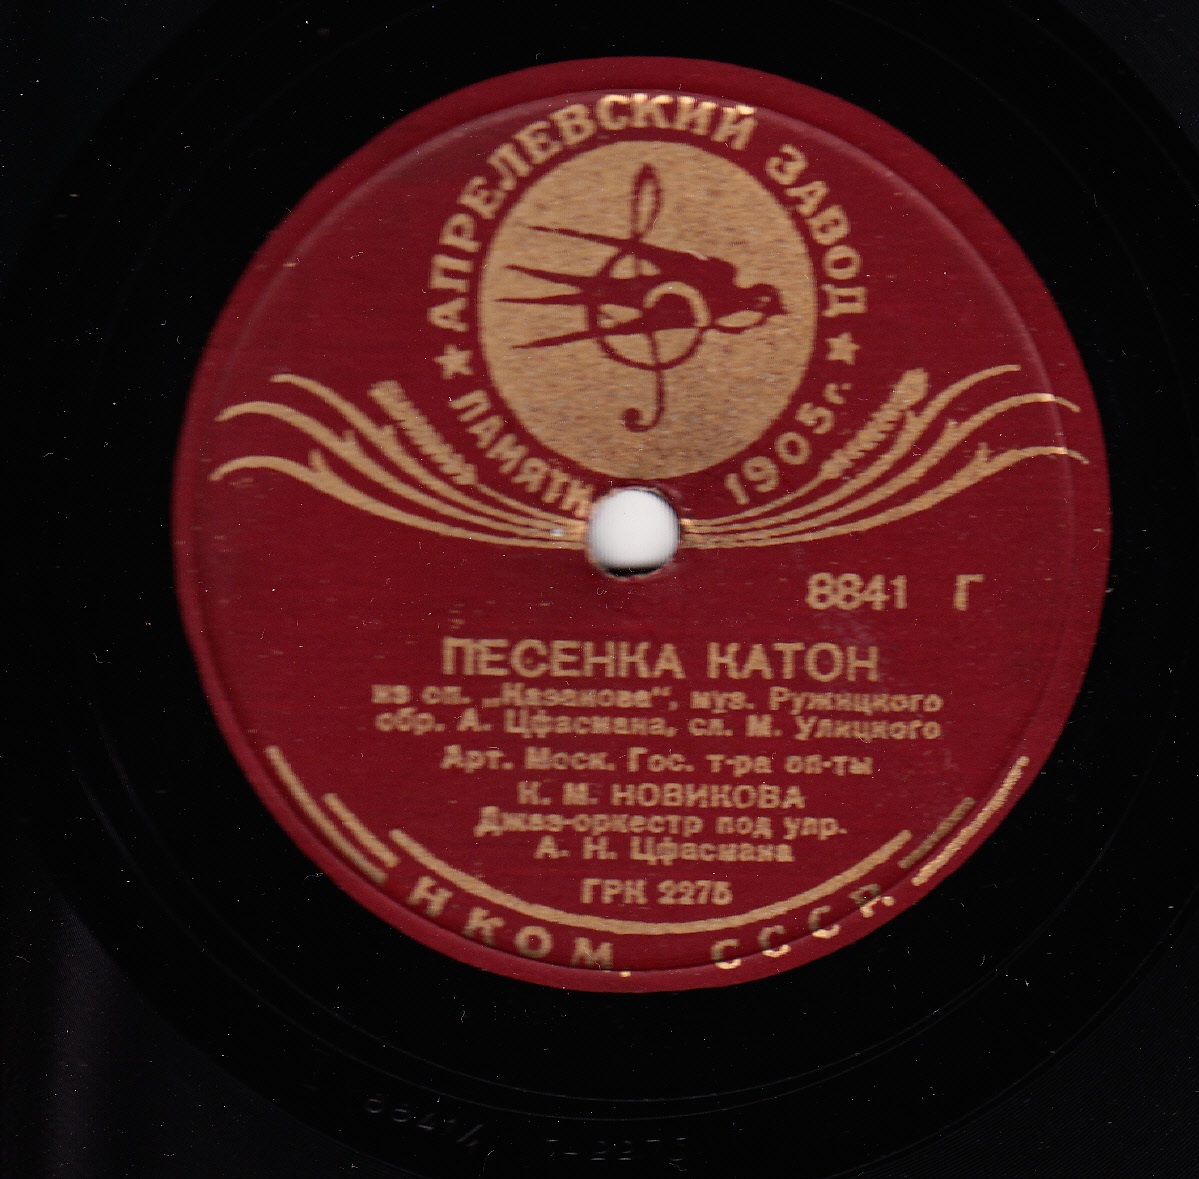 АПРЕЛЕВСКИЙ ЗАВОД
★ ПАМЯТИ 1905 г. ★
8841 Г
ПЕСЕНКА КАТОН
из оп. „Казанова“, муз. Ружицкого
обр. А. Цфасмана, сл. М. Улицкого
Арт. Моск. Гос. т-ра оп-ты
К. М. НОВИКОВА
Джаз-оркестр под упр.
А. Н. Цфасмана
ГРК 2275
НКОМ. СССР